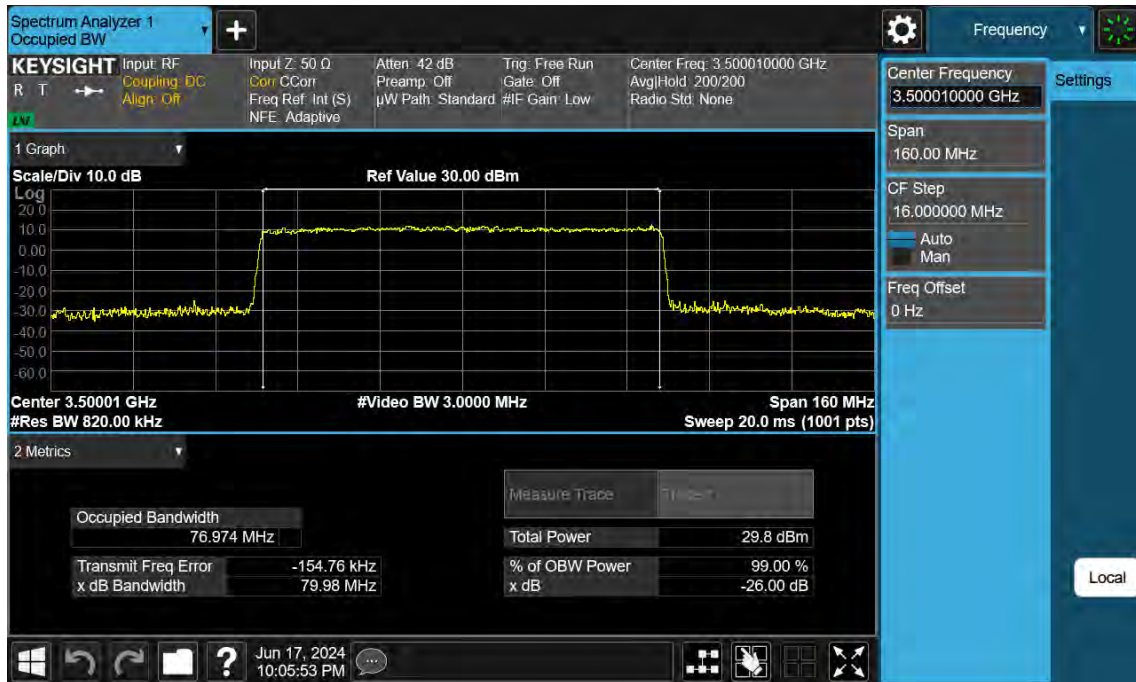 Spectrum Analyzer 1
Occupied BW
+
Frequency
KEYSIGHT
R T
LXI
Input: RF
Coupling: DC
Align: Off
Input Z: 50 Ω
Corr CCorr
Freq Ref: Int (S)
NFE: Adaptive
Atten: 42 dB
Preamp: Off
µW Path: Standard
Trig: Free Run
Gate: Off
#IF Gain: Low
Center Freq: 3.500010000 GHz
Avg|Hold: 200/200
Radio Std: None
Center Frequency
3.500010000 GHz
Settings
Span
160.00 MHz
CF Step
16.000000 MHz
Auto
Man
Freq Offset
0 Hz
Local
1 Graph
Scale/Div 10.0 dB
Ref Value 30.00 dBm
Log
20.0
10.0
0.00
-10.0
-20.0
-30.0
-40.0
-50.0
-60.0
Center 3.50001 GHz
#Video BW 3.0000 MHz
Span 160 MHz
#Res BW 820.00 kHz
Sweep 20.0 ms (1001 pts)
2 Metrics
Measure Trace
Occupied Bandwidth
76.974 MHz
Total Power 29.8 dBm
Transmit Freq Error -154.76 kHz
% of OBW Power 99.00 %
x dB Bandwidth 79.98 MHz
x dB -26.00 dB
?
Jun 17, 2024
10:05:53 PM